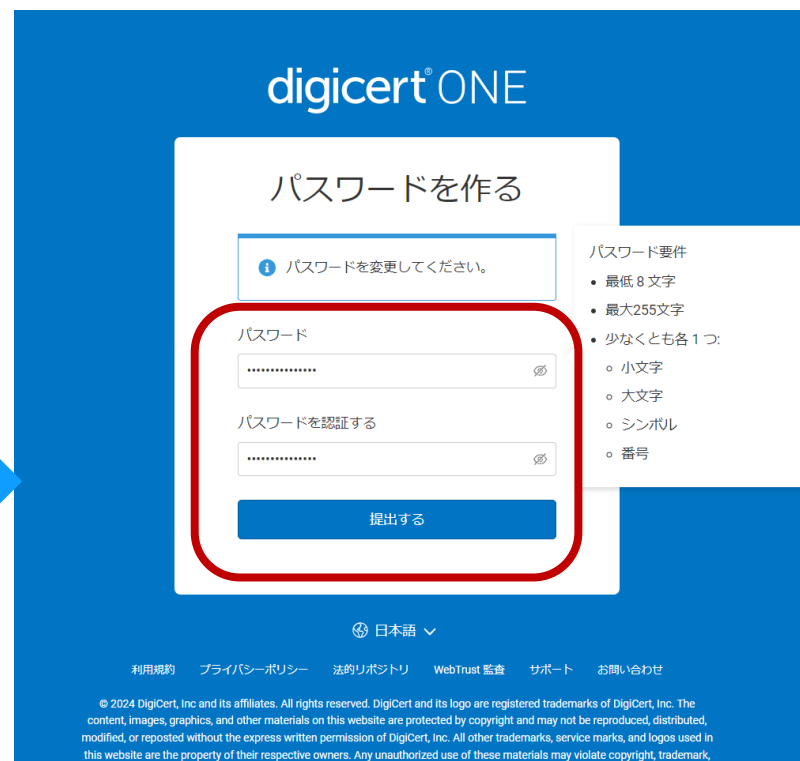 digicert® ONE
パスワードを作る
パスワードを変更してください。
パスワード要件
最低 8 文字
最大255文字
少なくとも各 1 つ:
小文字
大文字
シンボル
番号
パスワード
•••••••••••••••
パスワードを認証する
•••••••••••••••
提出する
日本語
利用規約 プライバシーポリシー 法的リポジトリ WebTrust 監査 サポート お問い合わせ
© 2024 DigiCert, Inc and its affiliates. All rights reserved. DigiCert and its logo are registered trademarks of DigiCert, Inc. The
content, images, graphics, and other materials on this website are protected by copyright and may not be reproduced, distributed,
modified, or reposted without the express written permission of DigiCert, Inc. All other trademarks, service marks, and logos used in
this website are the property of their respective owners. Any unauthorized use of these materials may violate copyright, trademark,